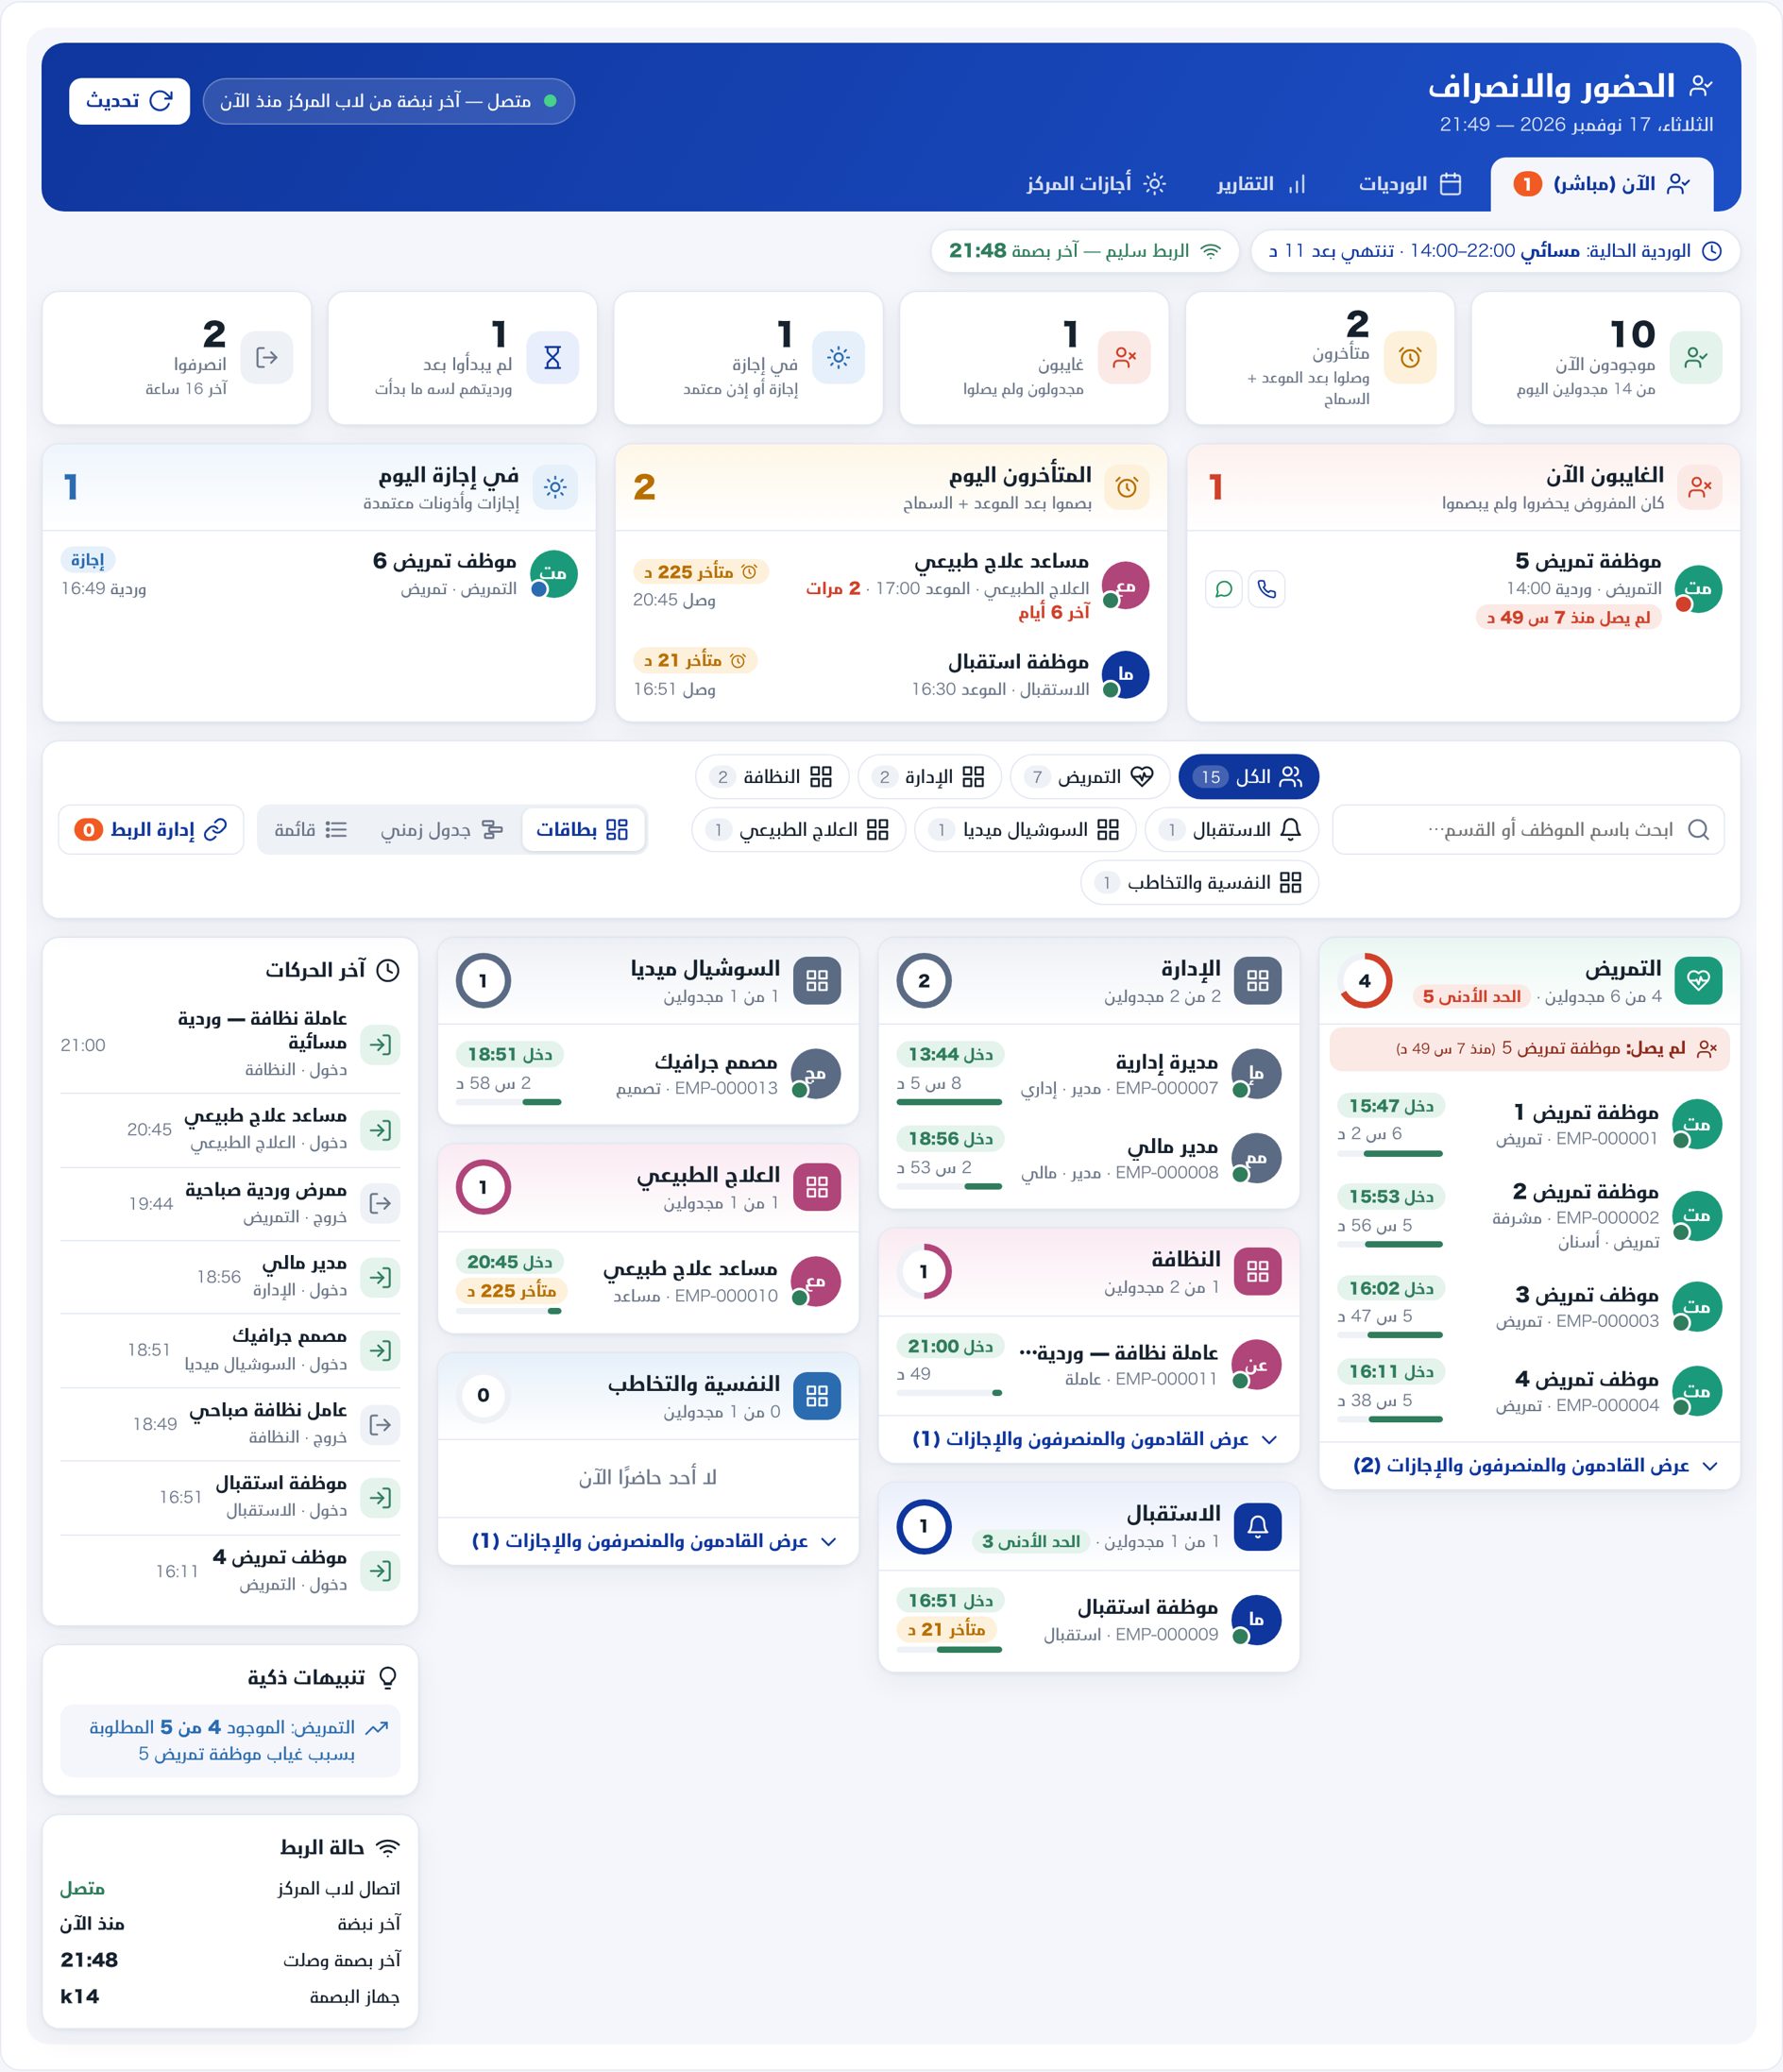 الحضور والانصراف
الثلاثاء، 17 نوفمبر 2026 — 21:49
متصل — آخر نبضة من لاب المركز منذ الآن
تحديث
الآن (مباشر) 1
الورديات
التقارير
أجازات المركز
الوردية الحالية: مسائي 22:00–14:00 · تنتهي بعد 11 د
الربط سليم — آخر بصمة 21:48
10
موجودون الآن
من 14 مجدولين اليوم
2
متأخرون
وصلوا بعد الموعد +
السماح
1
غايبون
مجدولون ولم يصلوا
1
في إجازة
إجازة أو إذن معتمد
1
لم يبدأوا بعد
ورديتهم لسه ما بدأت
2
انصرفوا
آخر 16 ساعة
الغايبون الآن
كان المفروض يحضروا ولم يبصموا
1
موظفة تمريض 5
التمريض · وردية 14:00
لم يصل منذ 7 س 49 د
المتأخرون اليوم
بصموا بعد الموعد + السماح
2
مساعد علاج طبيعي
العلاج الطبيعي · الموعد 17:00 · 2 مرات
آخر 6 أيام
متأخر 225 د
وصل 20:45
موظفة استقبال
الاستقبال · الموعد 16:30
متأخر 21 د
وصل 16:51
في إجازة اليوم
إجازات وأذونات معتمدة
1
موظف تمريض 6
التمريض · تمريض
إجازة
وردية 16:49
ابحث باسم الموظف أو القسم…
الكل 15
التمريض 7
الإدارة 2
النظافة 2
الاستقبال 1
السوشيال ميديا 1
العلاج الطبيعي 1
النفسية والتخاطب 1
بطاقات
جدول زمني
قائمة
إدارة الربط 0
التمريض
4 من 6 مجدولين · الحد الأدنى 5
4
لم يصل: موظفة تمريض 5 (منذ 7 س 49 د)
مت
موظفة تمريض 1
EMP-000001 · تمريض
دخل 15:47
6 س 2 د
مت
موظفة تمريض 2
EMP-000002 · مشرفة
تمريض · أسنان
دخل 15:53
5 س 56 د
مت
موظف تمريض 3
EMP-000003 · تمريض
دخل 16:02
5 س 47 د
مت
موظف تمريض 4
EMP-000004 · تمريض
دخل 16:11
5 س 38 د
عرض القادمون والمنصرفون والإجازات (2)
الإدارة
2 من 2 مجدولين
2
مإ
مديرة إدارية
EMP-000007 · مدير · إداري
دخل 13:44
8 س 5 د
مم
مدير مالي
EMP-000008 · مدير · مالي
دخل 18:56
2 س 53 د
النظافة
1 من 2 مجدولين
1
عن
عاملة نظافة — وردية…
EMP-000011 · عاملة
دخل 21:00
49 د
عرض القادمون والمنصرفون والإجازات (1)
الاستقبال
1 من 1 مجدولين · الحد الأدنى 3
1
ما
موظفة استقبال
EMP-000009 · استقبال
دخل 16:51
متأخر 21 د
السوشيال ميديا
1 من 1 مجدولين
1
مج
مصمم جرافيك
EMP-000013 · تصميم
دخل 18:51
2 س 58 د
العلاج الطبيعي
1 من 1 مجدولين
1
مع
مساعد علاج طبيعي
EMP-000010 · مساعد
دخل 20:45
متأخر 225 د
النفسية والتخاطب
0 من 1 مجدولين
0
لا أحد حاضرًا الآن
عرض القادمون والمنصرفون والإجازات (1)
آخر الحركات
عاملة نظافة — وردية
مسائية
دخول · النظافة
21:00
مساعد علاج طبيعي
دخول · العلاج الطبيعي
20:45
ممرض وردية صباحية
خروج · التمريض
19:44
مدير مالي
دخول · الإدارة
18:56
مصمم جرافيك
دخول · السوشيال ميديا
18:51
عامل نظافة صباحي
خروج · النظافة
18:49
موظفة استقبال
دخول · الاستقبال
16:51
موظف تمريض 4
دخول · التمريض
16:11
تنبيهات ذكية
التمريض: الموجود 4 من 5 المطلوبة
بسبب غياب موظفة تمريض 5
حالة الربط
اتصال لاب المركز
متصل
آخر نبضة
منذ الآن
آخر بصمة وصلت
21:48
جهاز البصمة
k14